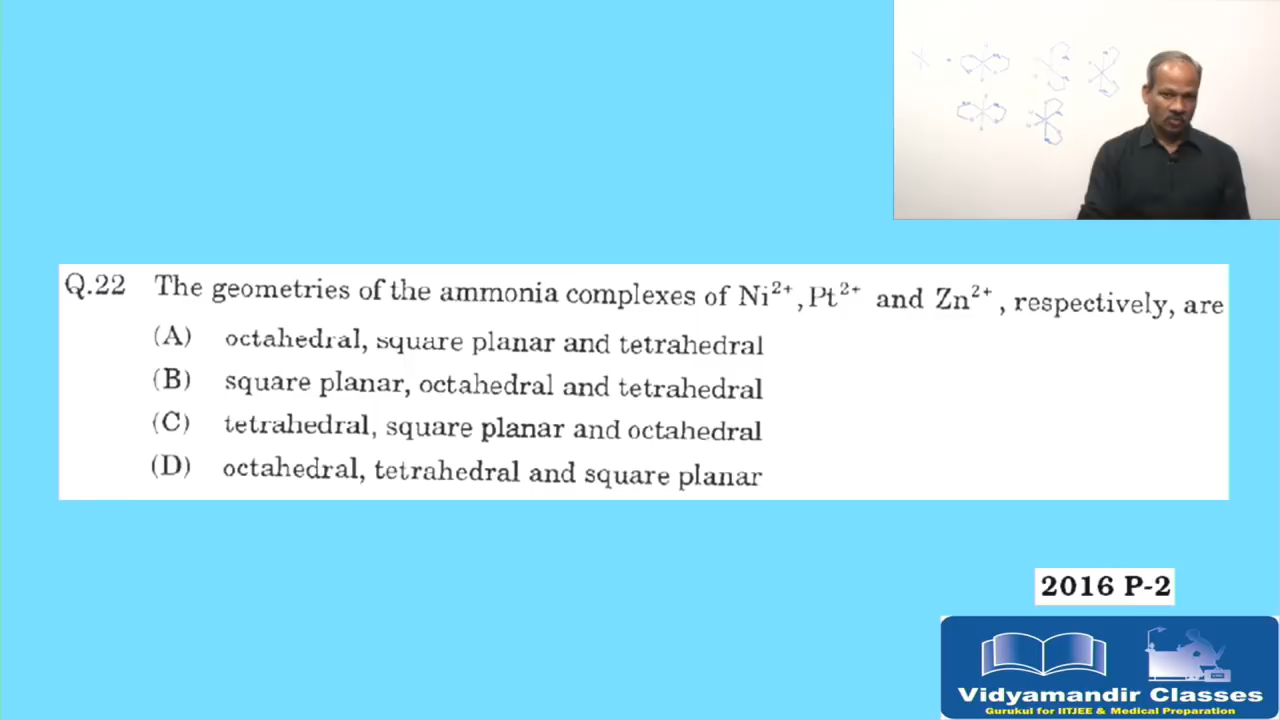 Q.22 The geometries of the ammonia complexes of Ni²⁺, Pt²⁺ and Zn²⁺, respectively, are
(A) octahedral, square planar and tetrahedral
(B) square planar, octahedral and tetrahedral
(C) tetrahedral, square planar and octahedral
(D) octahedral, tetrahedral and square planar
2016 P-2
Vidyamandir Classes
Gurukul for IITJEE & Medical Preparation